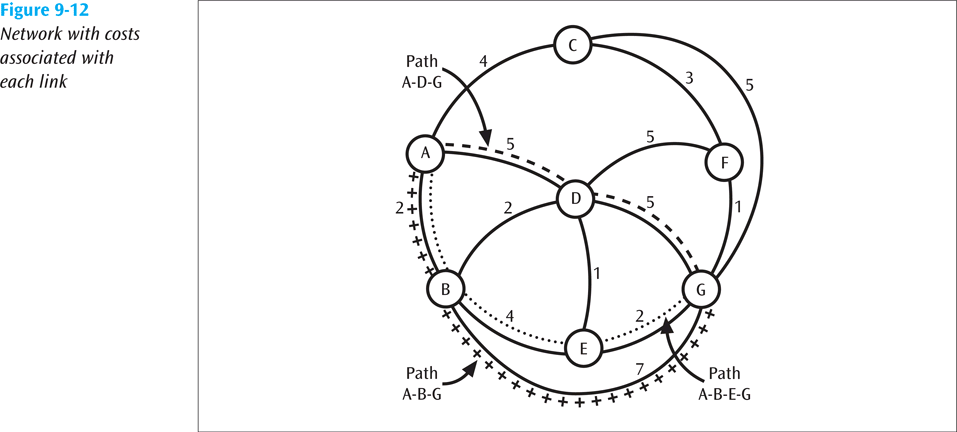 Figure 9-12
Network with costs
associated with
each link
C
Path
A-D-G
4
3
5
A
5
5
F
D
2
2
5
1
1
B
G
4
2
E
Path
A-B-G
7
Path
A-B-E-G